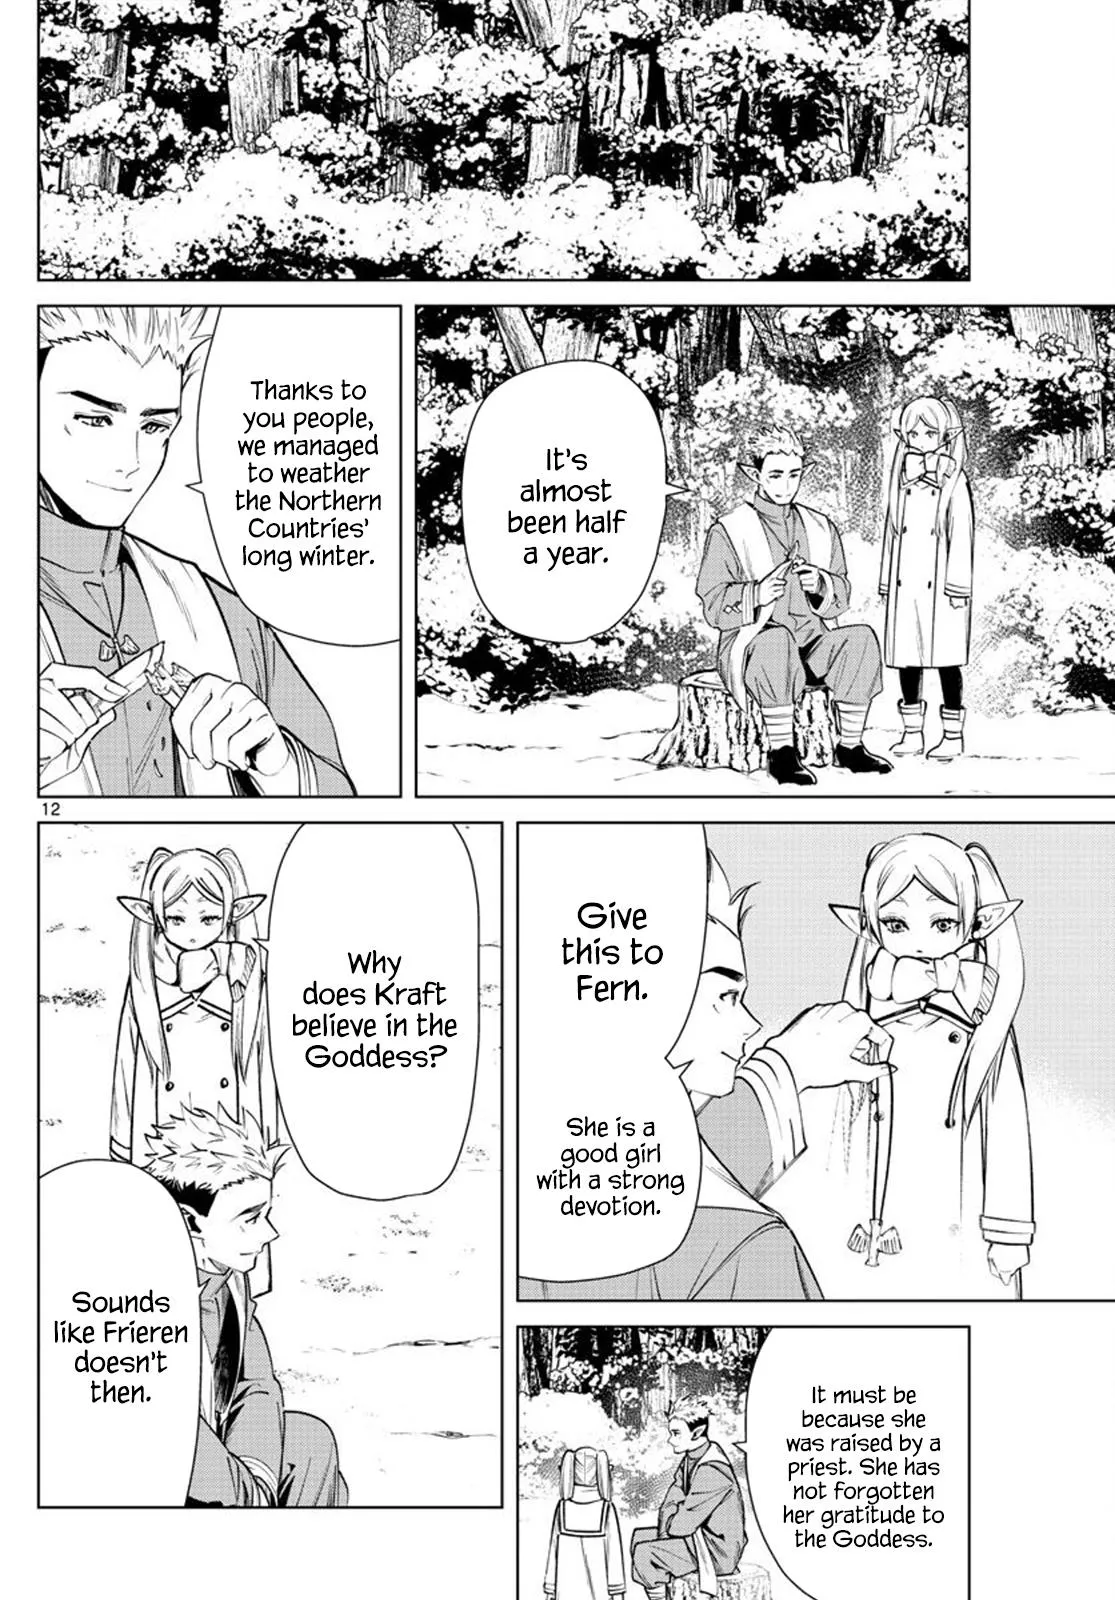 It's
almost
been half
a year.
Thanks to
you people,
we managed
to weather
the Northern
Countries'
long winter.
12
Give
this to
Fern.
She is a
good girl
with a strong
devotion.
It must be
because she
was raised by a
priest. She has
not forgotten
her gratitude to
the Goddess.
Why
does Kraft
believe in the
Goddess?
Sounds
like Frieren
doesn't
then.